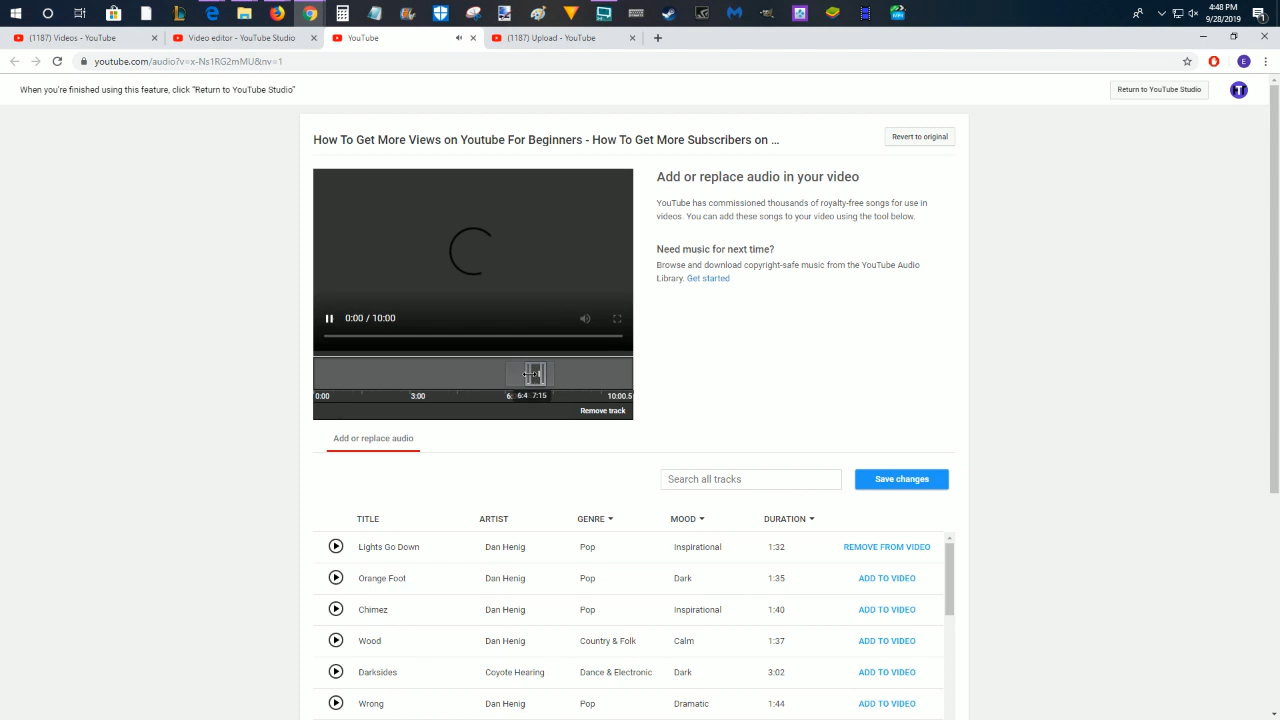 4:48 PM
9/28/2019
(1187) Videos - YouTube
Video editor - YouTube Studio
YouTube
(1187) Upload - YouTube
youtube.com/audio?v=x-Ns1RG2mMU&nv=1
E
When you're finished using this feature, click "Return to YouTube Studio"
Return to YouTube Studio
How To Get More Views on Youtube For Beginners - How To Get More Subscribers on ...
Revert to original
Add or replace audio in your video
YouTube has commissioned thousands of royalty-free songs for use in
videos. You can add these songs to your video using the tool below.
Need music for next time?
Browse and download copyright-safe music from the YouTube Audio
Library. Get started
0:00 / 10:00
0:00 3:00 6:4 7:15 10:00.5
Remove track
Add or replace audio
Search all tracks
Save changes
TITLE ARTIST GENRE MOOD DURATION
Lights Go Down Dan Henig Pop Inspirational 1:32 REMOVE FROM VIDEO
Orange Foot Dan Henig Pop Dark 1:35 ADD TO VIDEO
Chimez Dan Henig Pop Inspirational 1:40 ADD TO VIDEO
Wood Dan Henig Country & Folk Calm 1:37 ADD TO VIDEO
Darksides Coyote Hearing Dance & Electronic Dark 3:02 ADD TO VIDEO
Wrong Dan Henig Pop Dramatic 1:44 ADD TO VIDEO